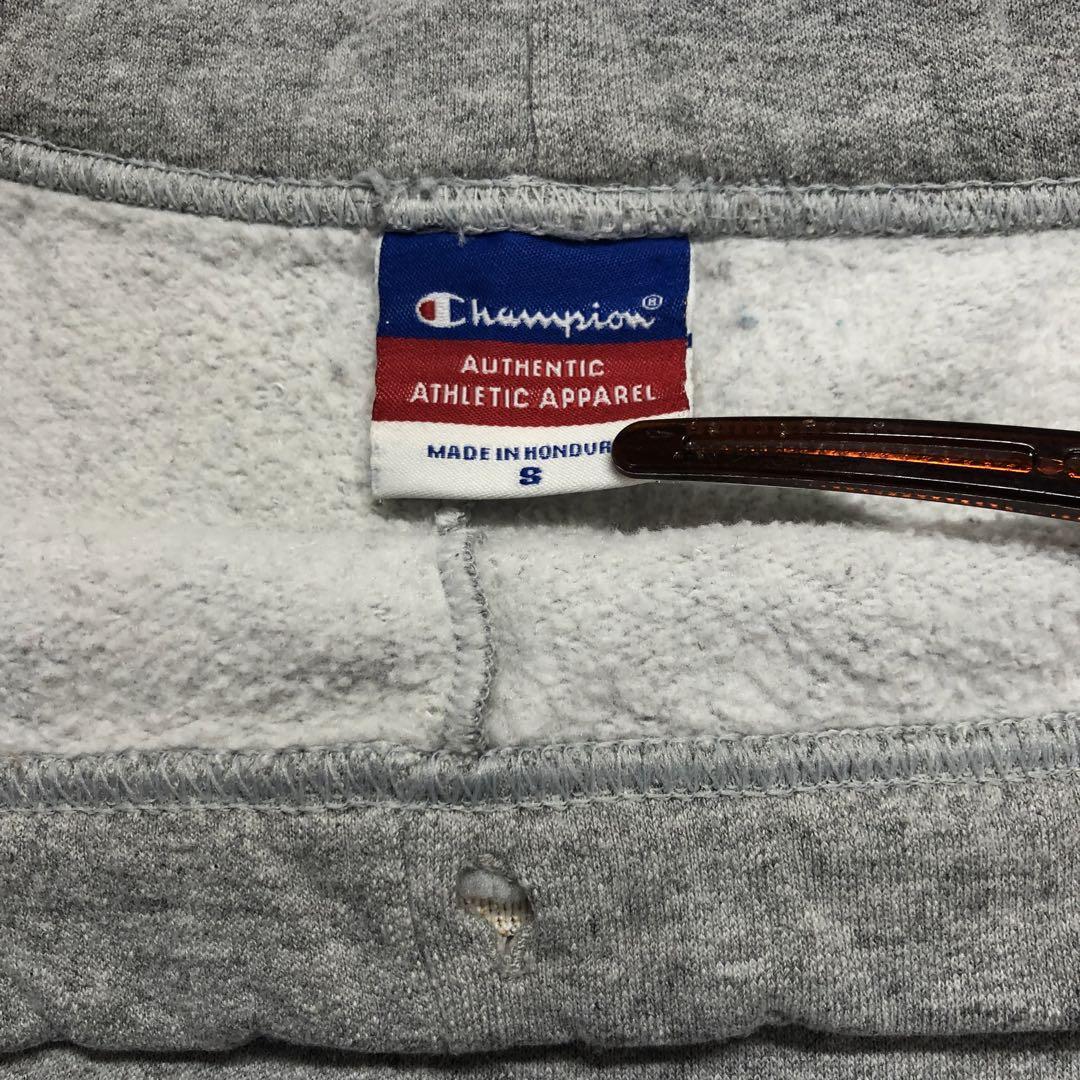 Champion®
AUTHENTIC
ATHLETIC APPAREL
MADE IN HONDUR
S